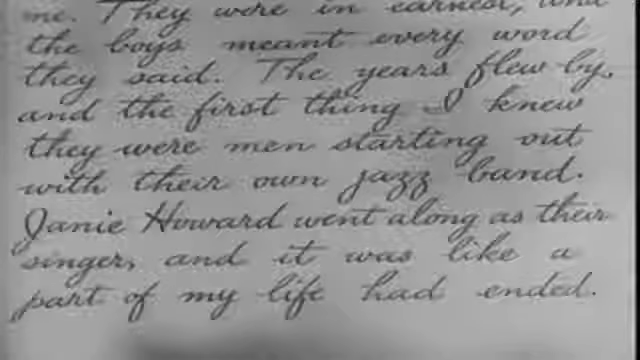 me. They were in earnest, and
the boys meant every word
they said. The years flew by,
and the first thing I knew
they were men starting out
with their own jazz band.
Janie Howard went along as their
singer, and it was like a
part of my life had ended.